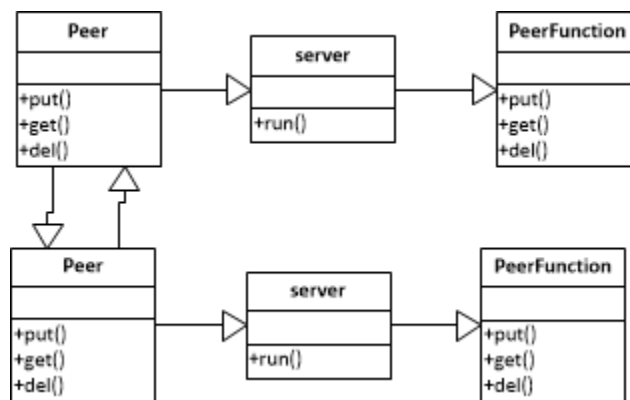 Peer
+put()
+get()
+del()
server
+run()
PeerFunction
+put()
+get()
+del()
Peer
+put()
+get()
+del()
server
+run()
PeerFunction
+put()
+get()
+del()